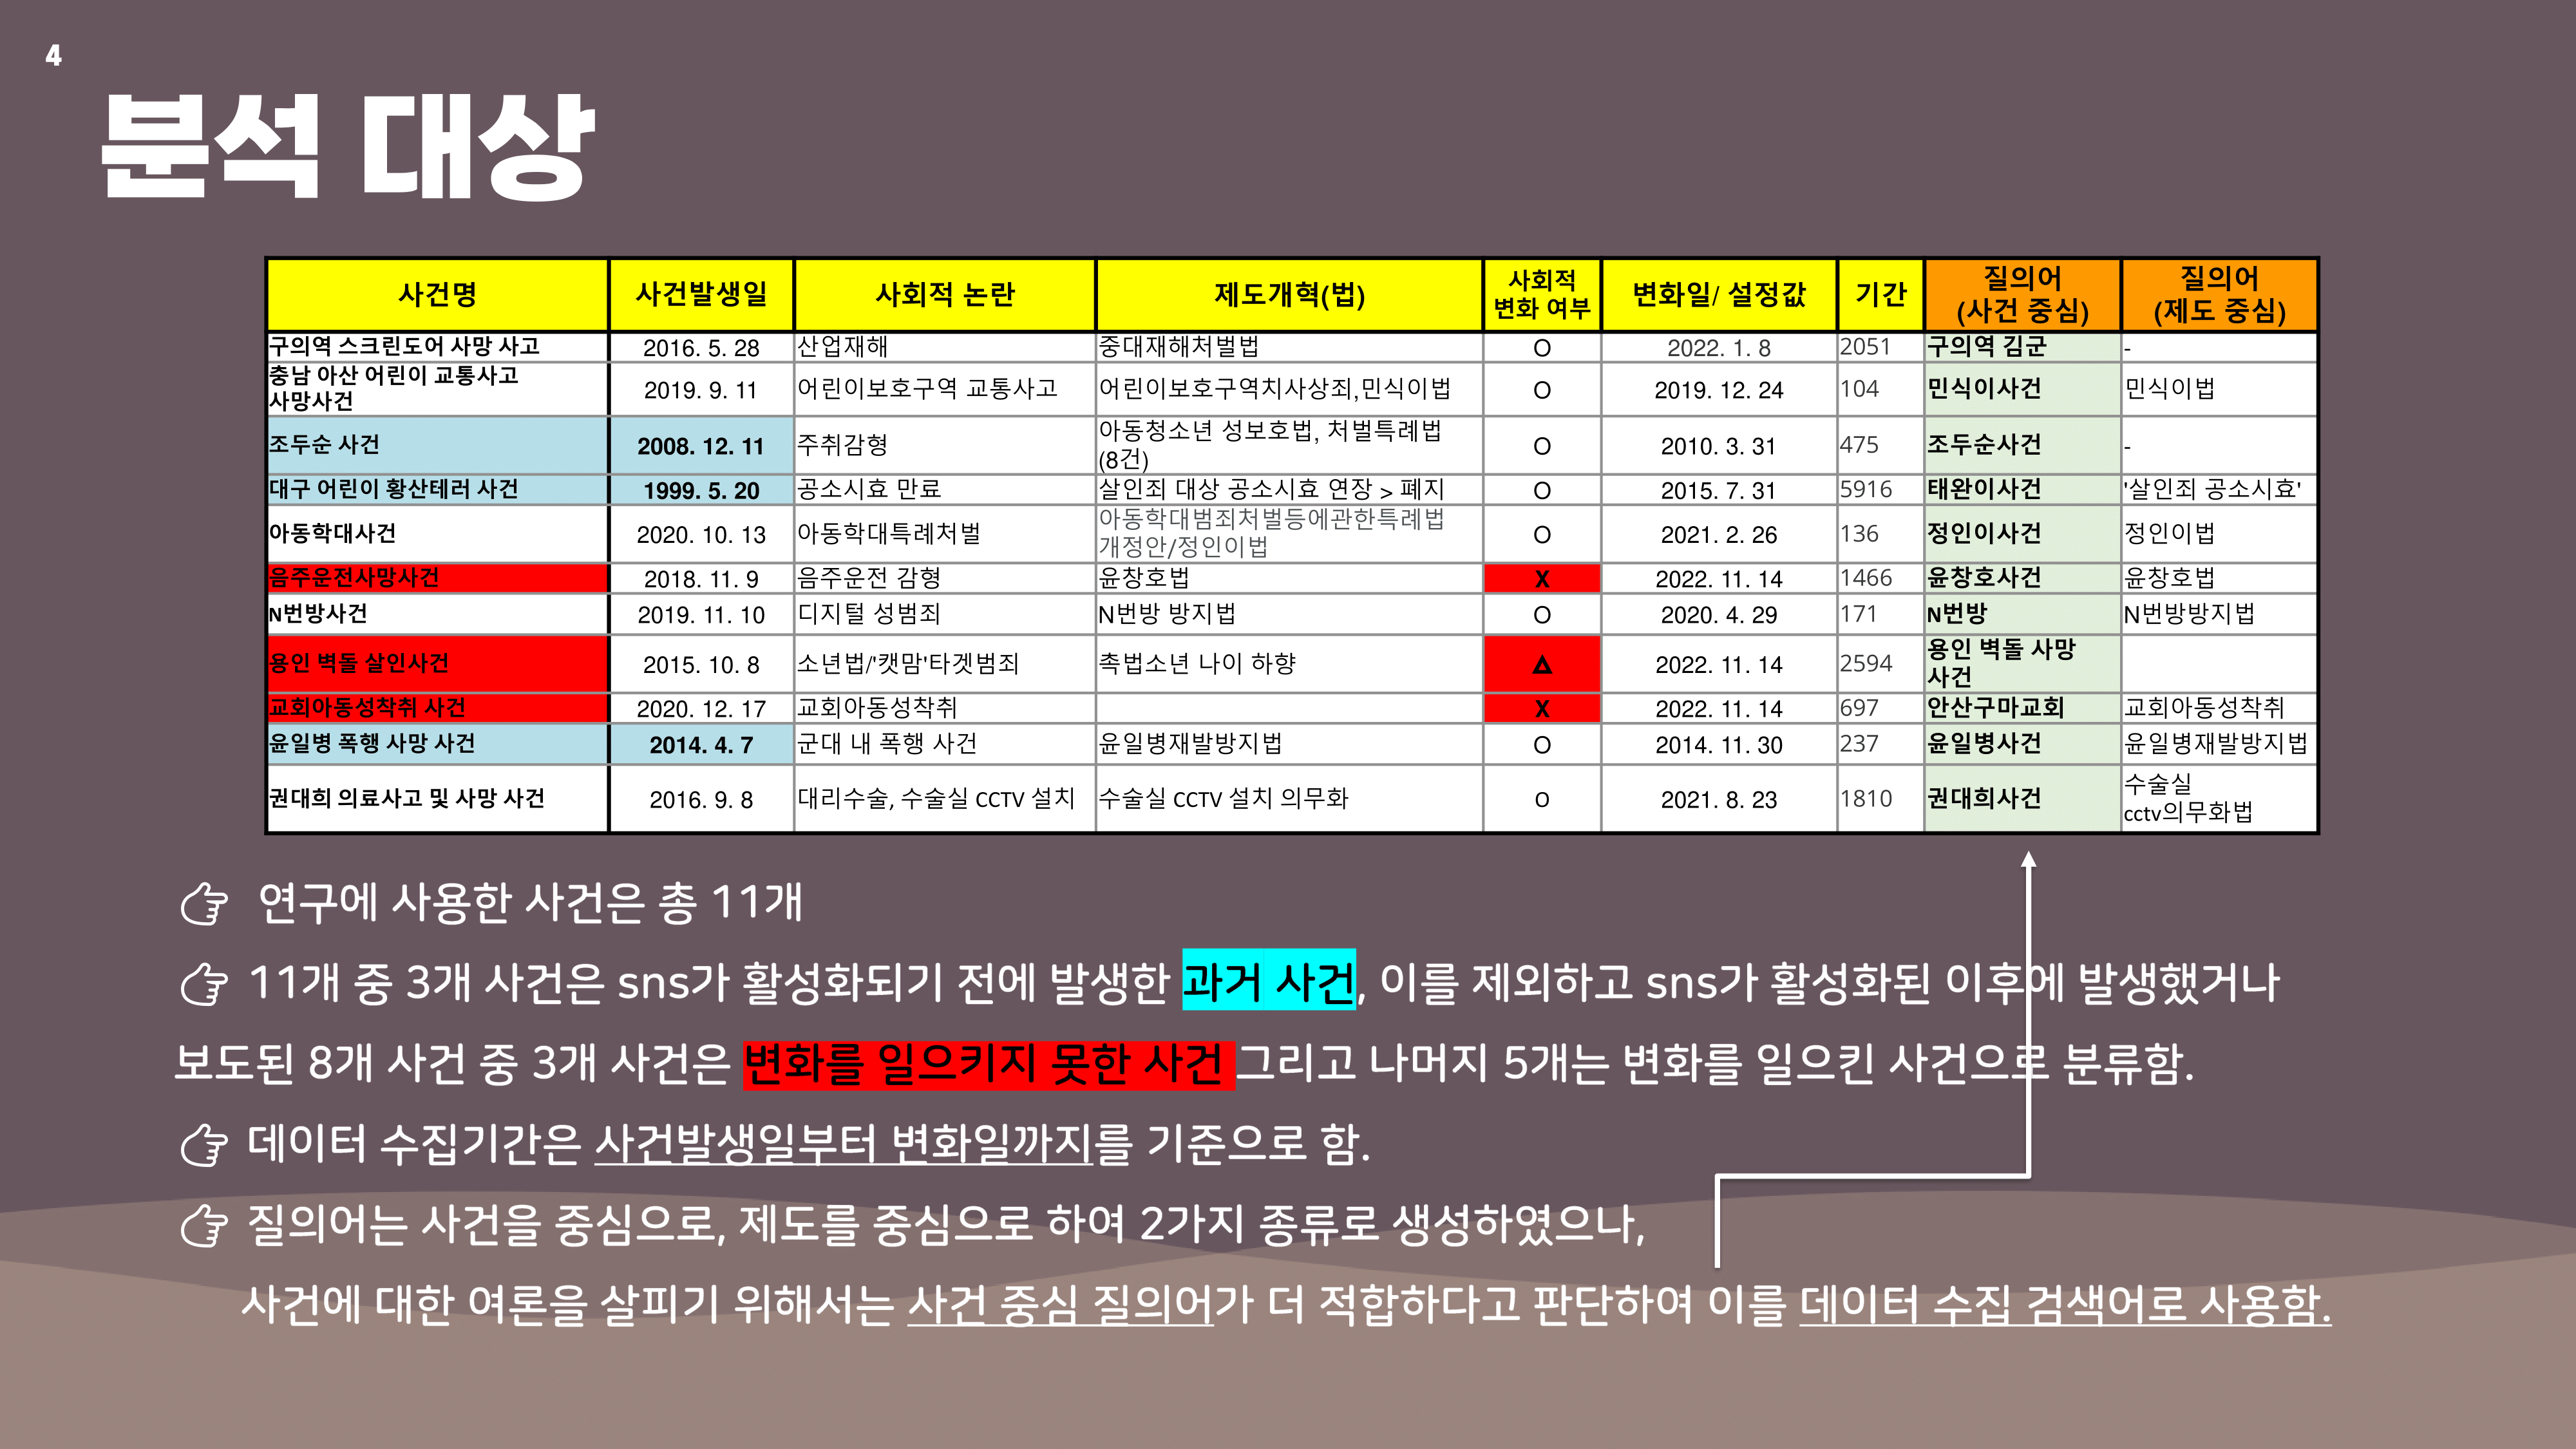 4
분석 대상
사건명 사건발생일 사회적 논란 제도개혁(법) 사회적 변화 여부 변화일/ 설정값 기간 질의어 (사건 중심) 질의어 (제도 중심)
구의역 스크린도어 사망 사고 2016. 5. 28 산업재해 중대재해처벌법 O 2022. 1. 8 2051 구의역 김군 -
충남 아산 어린이 교통사고 사망사건 2019. 9. 11 어린이보호구역 교통사고 어린이보호구역치사상죄,민식이법 O 2019. 12. 24 104 민식이사건 민식이법
조두순 사건 2008. 12. 11 주취감형 아동청소년 성보호법, 처벌특례법 (8건) O 2010. 3. 31 475 조두순사건 -
대구 어린이 황산테러 사건 1999. 5. 20 공소시효 만료 살인죄 대상 공소시효 연장 > 폐지 O 2015. 7. 31 5916 태완이사건 '살인죄 공소시효'
아동학대사건 2020. 10. 13 아동학대특례처벌 아동학대범죄처벌등에관한특례법 개정안/정인이법 O 2021. 2. 26 136 정인이사건 정인이법
음주운전사망사건 2018. 11. 9 음주운전 감형 윤창호법 X 2022. 11. 14 1466 윤창호사건 윤창호법
N번방사건 2019. 11. 10 디지털 성범죄 N번방 방지법 O 2020. 4. 29 171 N번방 N번방방지법
용인 벽돌 살인사건 2015. 10. 8 소년법/'캣맘'타겟범죄 촉법소년 나이 하향 △ 2022. 11. 14 2594 용인 벽돌 사망 사건
교회아동성착취 사건 2020. 12. 17 교회아동성착취 X 2022. 11. 14 697 안산구마교회 교회아동성착취
윤일병 폭행 사망 사건 2014. 4. 7 군대 내 폭행 사건 윤일병재발방지법 O 2014. 11. 30 237 윤일병사건 윤일병재발방지법
권대희 의료사고 및 사망 사건 2016. 9. 8 대리수술, 수술실 CCTV 설치 수술실 CCTV 설치 의무화 O 2021. 8. 23 1810 권대희사건 수술실 cctv의무화법
☞ 연구에 사용한 사건은 총 11개
☞ 11개 중 3개 사건은 sns가 활성화되기 전에 발생한 과거 사건, 이를 제외하고 sns가 활성화된 이후에 발생했거나
보도된 8개 사건 중 3개 사건은 변화를 일으키지 못한 사건 그리고 나머지 5개는 변화를 일으킨 사건으로 분류함.
☞ 데이터 수집기간은 사건발생일부터 변화일까지를 기준으로 함.
☞ 질의어는 사건을 중심으로, 제도를 중심으로 하여 2가지 종류로 생성하였으나,
사건에 대한 여론을 살피기 위해서는 사건 중심 질의어가 더 적합하다고 판단하여 이를 데이터 수집 검색어로 사용함.